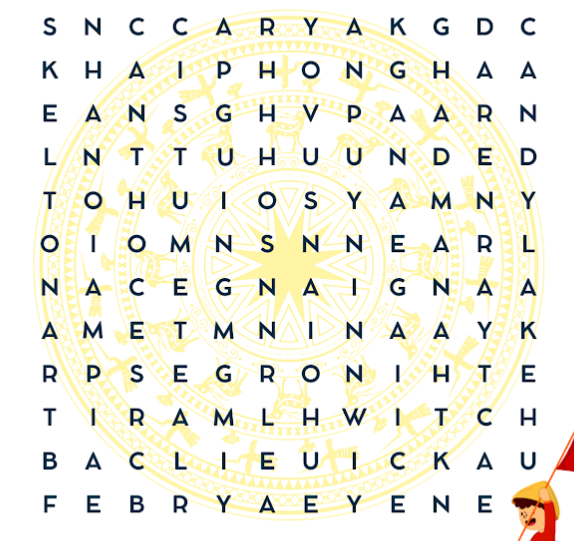 S N C C A R Y A K G D C
K H A I P H O N G H A A
E A N S G H V P A A R N
L N T T U H U U N D E D
T O H U I O S Y A M N Y
O I O M N S N N E A R L
N A C E G N A I G N A A
A M E T M N I N A A Y K
R P S E G R O N I H T E
T I R A M L H W I T C H
B A C L I E U I C K A U
F E B R Y A E Y E N E